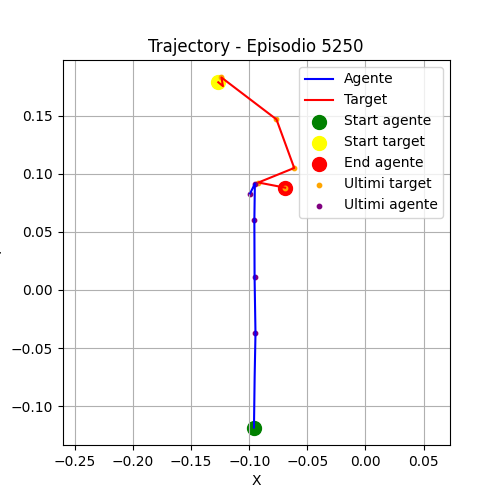 Trajectory - Episodio 5250
Agente
Target
Start agente
Start target
End agente
Ultimi target
Ultimi agente
0.15
0.10
0.05
0.00
−0.05
−0.10
−0.25
−0.20
−0.15
−0.10
−0.05
0.00
0.05
X